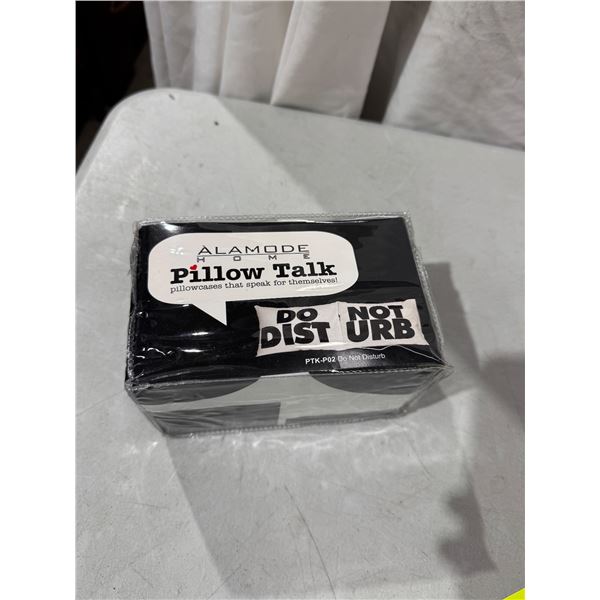 ALAMODE
HOME
Pillow Talk
pillowcases that speak for themselves!
DO NOT
DIST URB
PTK-P02 Do Not Disturb